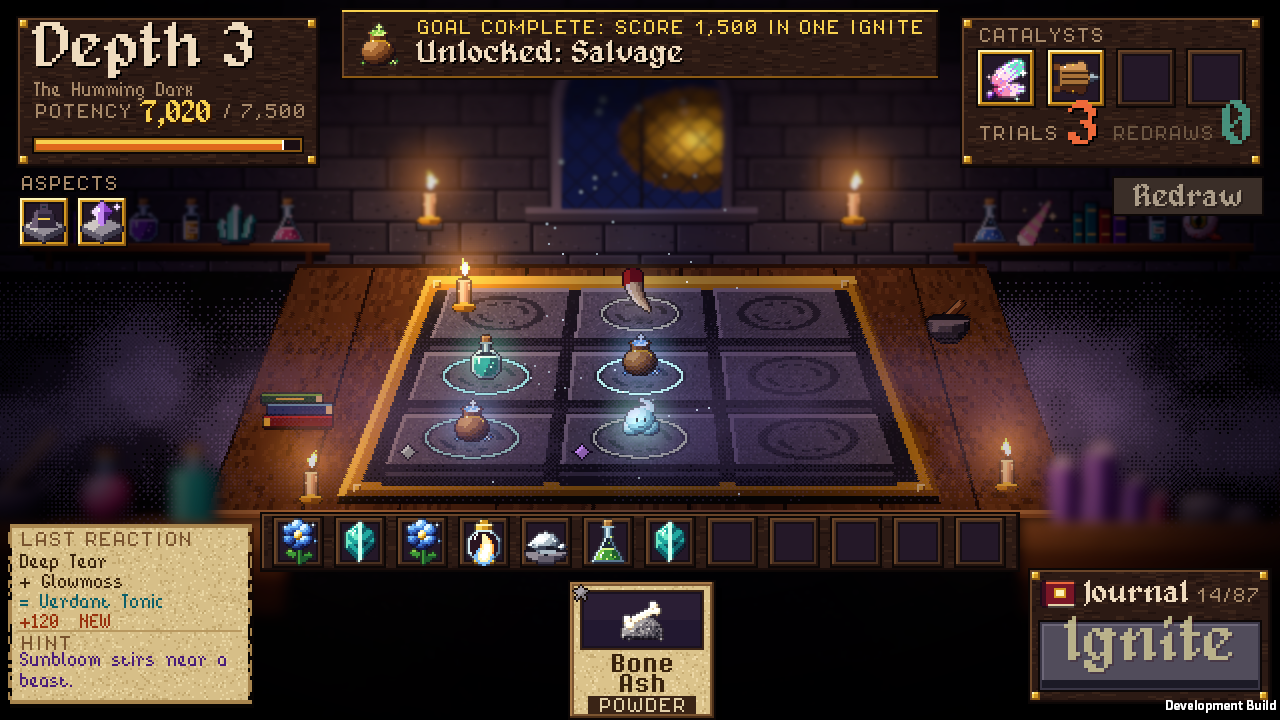 Depth 3
The Humming Dark
POTENCY 7,020 / 7,500
ASPECTS
GOAL COMPLETE: SCORE 1,500 IN ONE IGNITE
Unlocked: Salvage
CATALYSTS
TRIALS 3 REDRAWS 0
Redraw
LAST REACTION
Deep Tear
+ Glowmoss
= Verdant Tonic
+120 NEW
HINT
Sunbloom stirs near a
beast.
Bone
Ash
POWDER
Journal 14/87
Ignite
Development Build